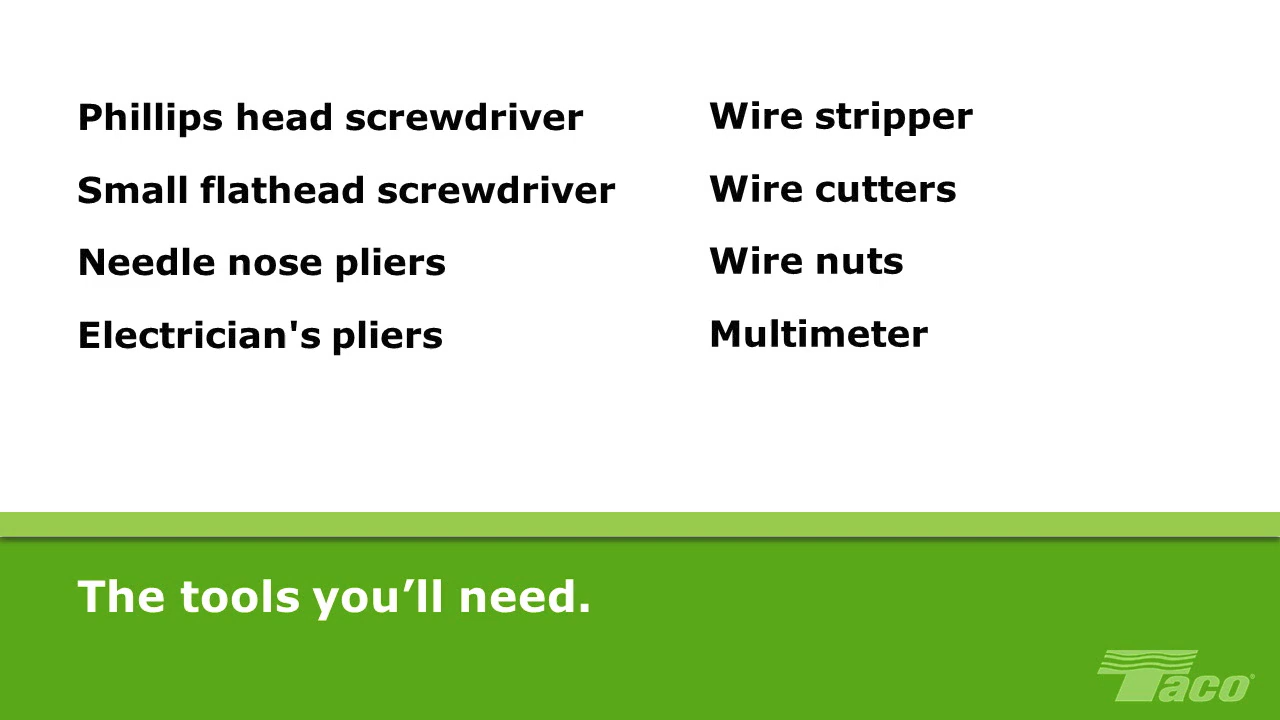 Phillips head screwdriver
Small flathead screwdriver
Needle nose pliers
Electrician's pliers
Wire stripper
Wire cutters
Wire nuts
Multimeter
The tools you’ll need.
Taco